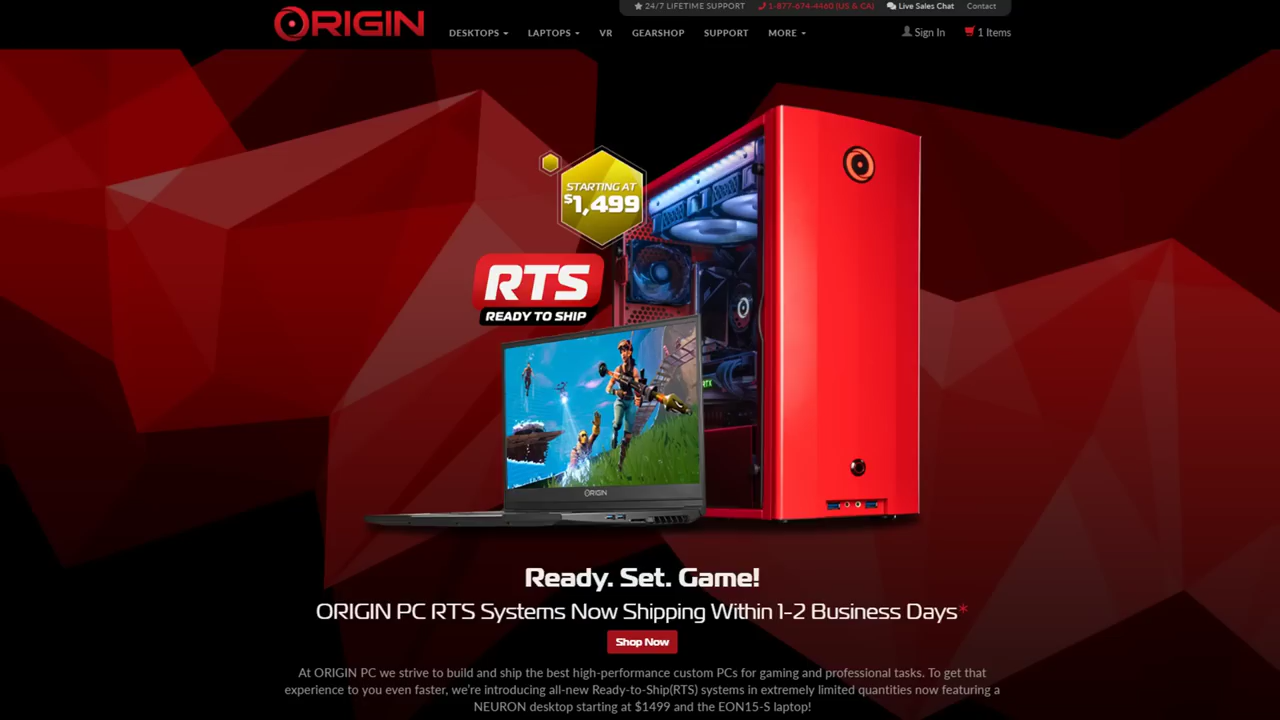 24/7 LIFETIME SUPPORT 1-877-674-4460 (US & CA) Live Sales Chat Contact
ORIGIN
DESKTOPS LAPTOPS VR GEARSHOP SUPPORT MORE Sign In 1 Items
STARTING AT
$1,499
RTS
READY TO SHIP
RTX
ORIGIN
Ready. Set. Game!
ORIGIN PC RTS Systems Now Shipping Within 1-2 Business Days*
Shop Now
At ORIGIN PC we strive to build and ship the best high-performance custom PCs for gaming and professional tasks. To get that
experience to you even faster, we're introducing all-new Ready-to-Ship(RTS) systems in extremely limited quantities now featuring a
NEURON desktop starting at $1499 and the EON15-S laptop!